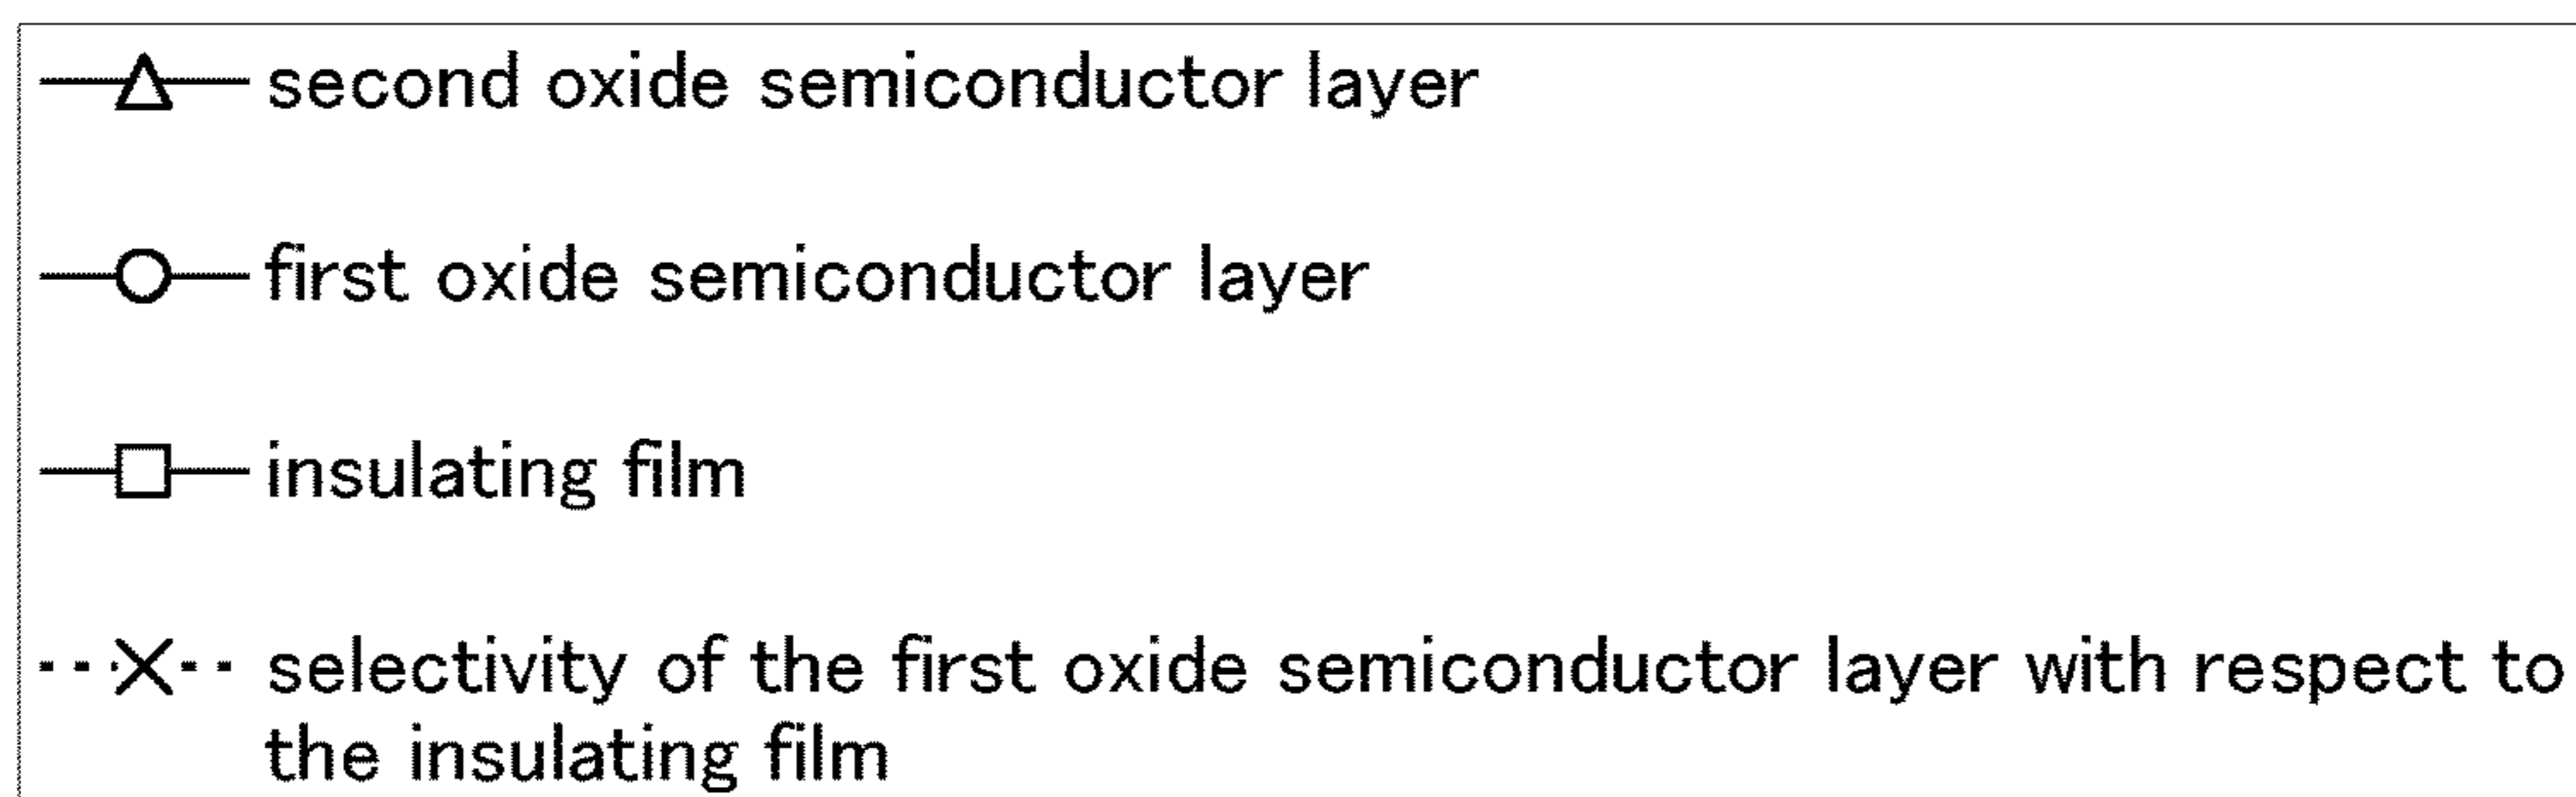 second oxide semiconductor layer
first oxide semiconductor layer
insulating film
selectivity of the first oxide semiconductor layer with respect to
the insulating film